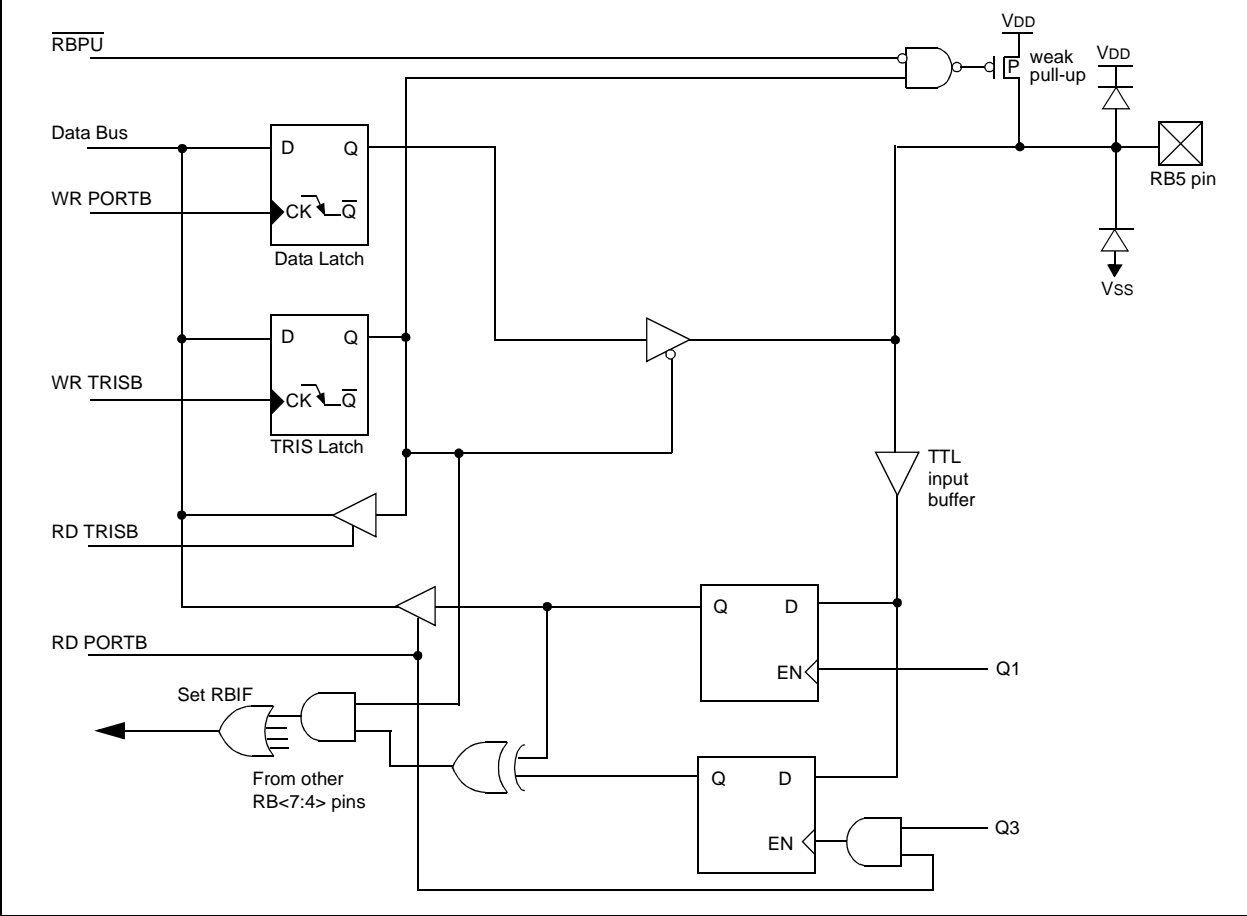 VDD
RBPU
P
weak
pull-up
VDD
Data Bus
D Q
WR PORTB
CK Q
Data Latch
RB5 pin
VSS
D Q
WR TRISB
CK Q
TRIS Latch
TTL
input
buffer
RD TRISB
Q D
RD PORTB
EN
Q1
Set RBIF
From other
RB<7:4> pins
Q D
EN
Q3